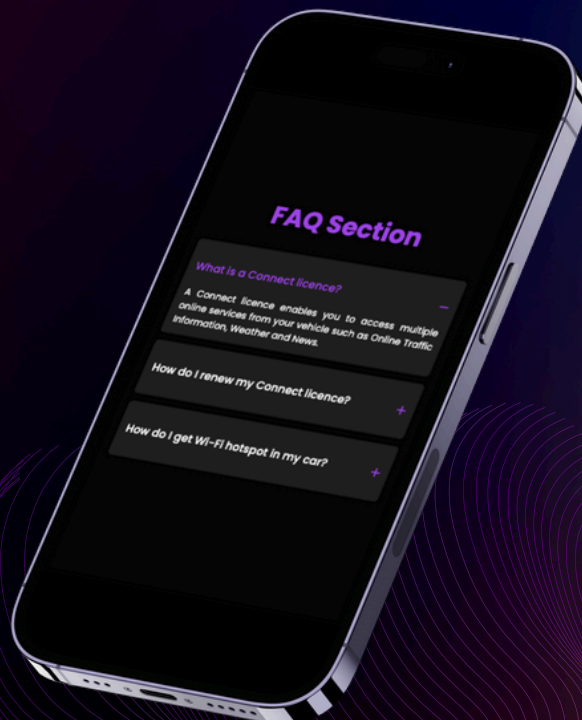 FAQ Section
What is a Connect licence?
A Connect licence enables you to access multiple
online services from your vehicle such as Online Traffic
Information, Weather and News.
How do I renew my Connect licence?
How do I get Wi-Fi hotspot in my car?